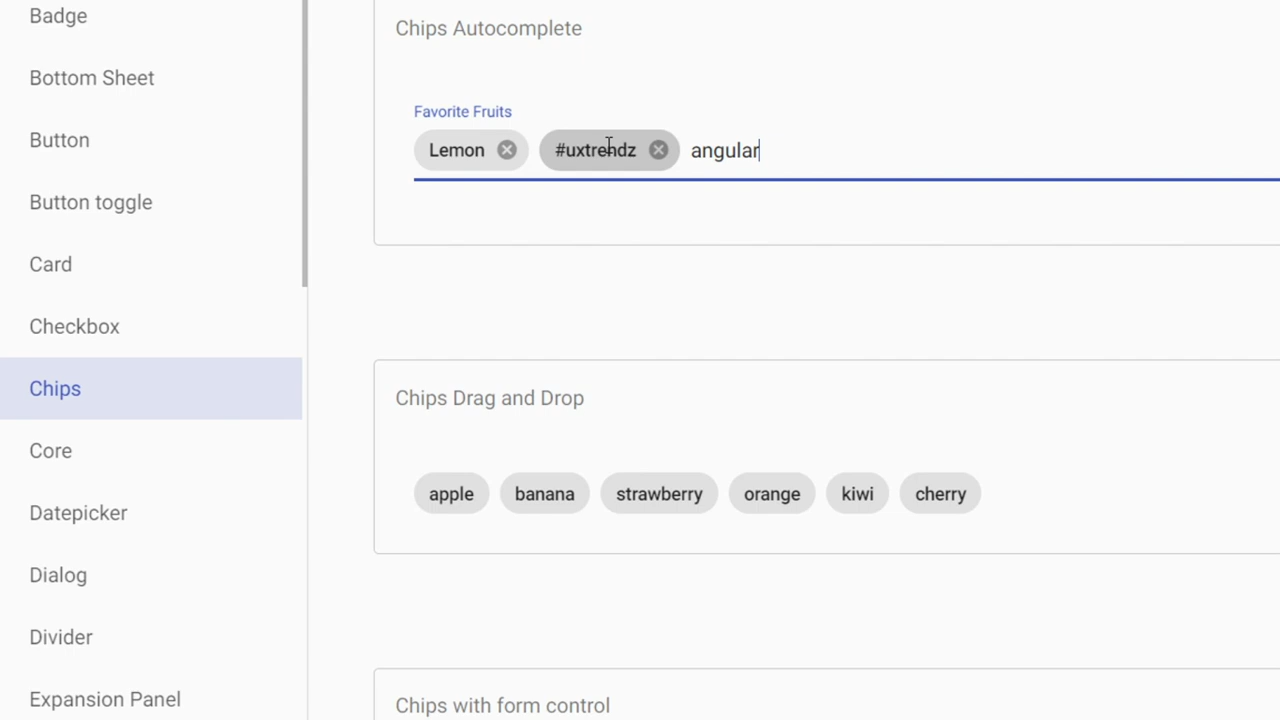 Badge
Bottom Sheet
Button
Button toggle
Card
Checkbox
Chips
Core
Datepicker
Dialog
Divider
Expansion Panel
Chips Autocomplete
Favorite Fruits
Lemon #uxtrendz angular
Chips Drag and Drop
apple banana strawberry orange kiwi cherry
Chips with form control